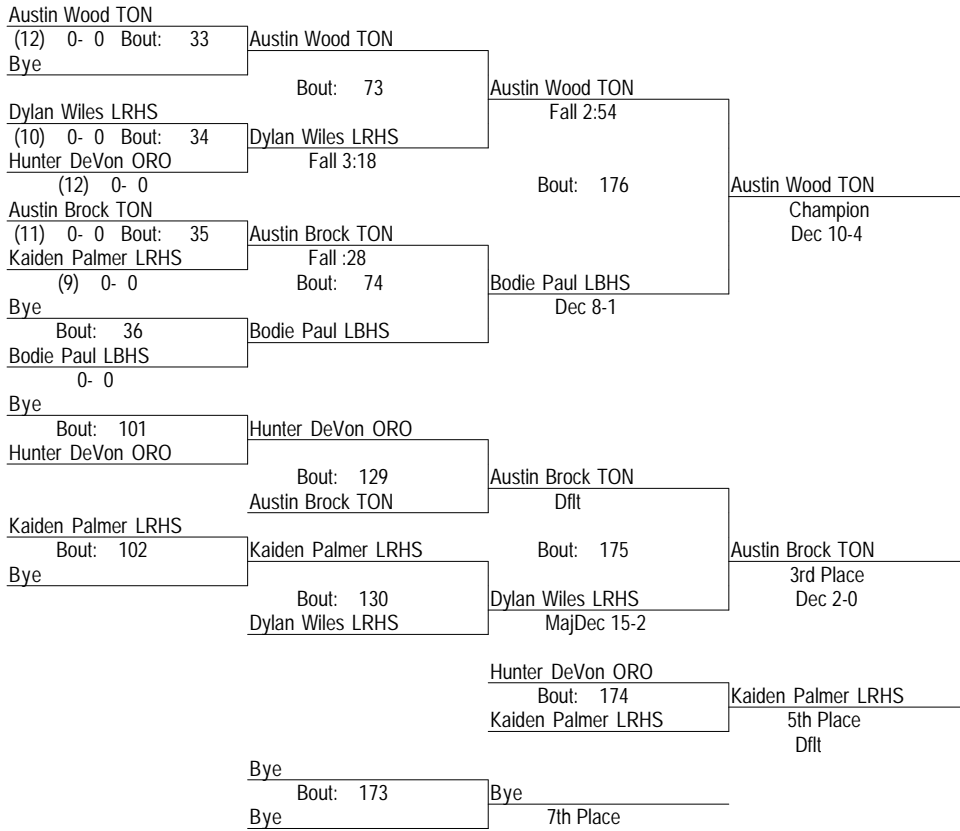 Austin Wood TON
(12) 0- 0 Bout: 33 Austin Wood TON
Bye
Bout: 73 Austin Wood TON
Dylan Wiles LRHS Fall 2:54
(10) 0- 0 Bout: 34 Dylan Wiles LRHS
Hunter DeVon ORO Fall 3:18
(12) 0- 0 Bout: 176 Austin Wood TON
Austin Brock TON Champion
(11) 0- 0 Bout: 35 Austin Brock TON Dec 10-4
Kaiden Palmer LRHS Fall :28
(9) 0- 0 Bout: 74 Bodie Paul LBHS
Bye Dec 8-1
Bout: 36 Bodie Paul LBHS
Bodie Paul LBHS
0- 0
Bye
Bout: 101 Hunter DeVon ORO
Hunter DeVon ORO
Bout: 129 Austin Brock TON
Austin Brock TON Dflt
Kaiden Palmer LRHS
Bout: 102 Kaiden Palmer LRHS Bout: 175 Austin Brock TON
Bye 3rd Place
Bout: 130 Dylan Wiles LRHS Dec 2-0
Dylan Wiles LRHS MajDec 15-2
Hunter DeVon ORO
Bout: 174 Kaiden Palmer LRHS
Kaiden Palmer LRHS 5th Place
Dflt
Bye
Bout: 173 Bye
Bye 7th Place